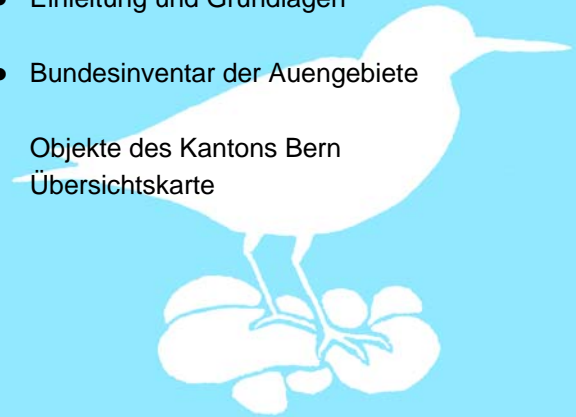 ● Einleitung und Grundlagen
● Bundesinventar der Auengebiete
Objekte des Kantons Bern
Übersichtskarte